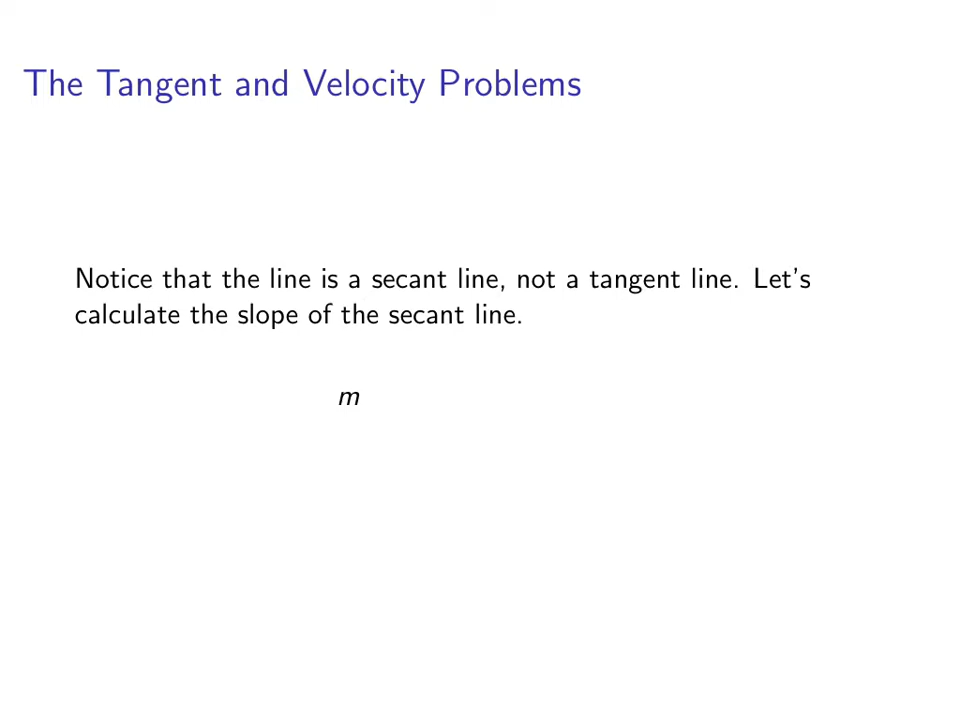 The Tangent and Velocity Problems
Notice that the line is a secant line, not a tangent line. Let's
calculate the slope of the secant line.
m